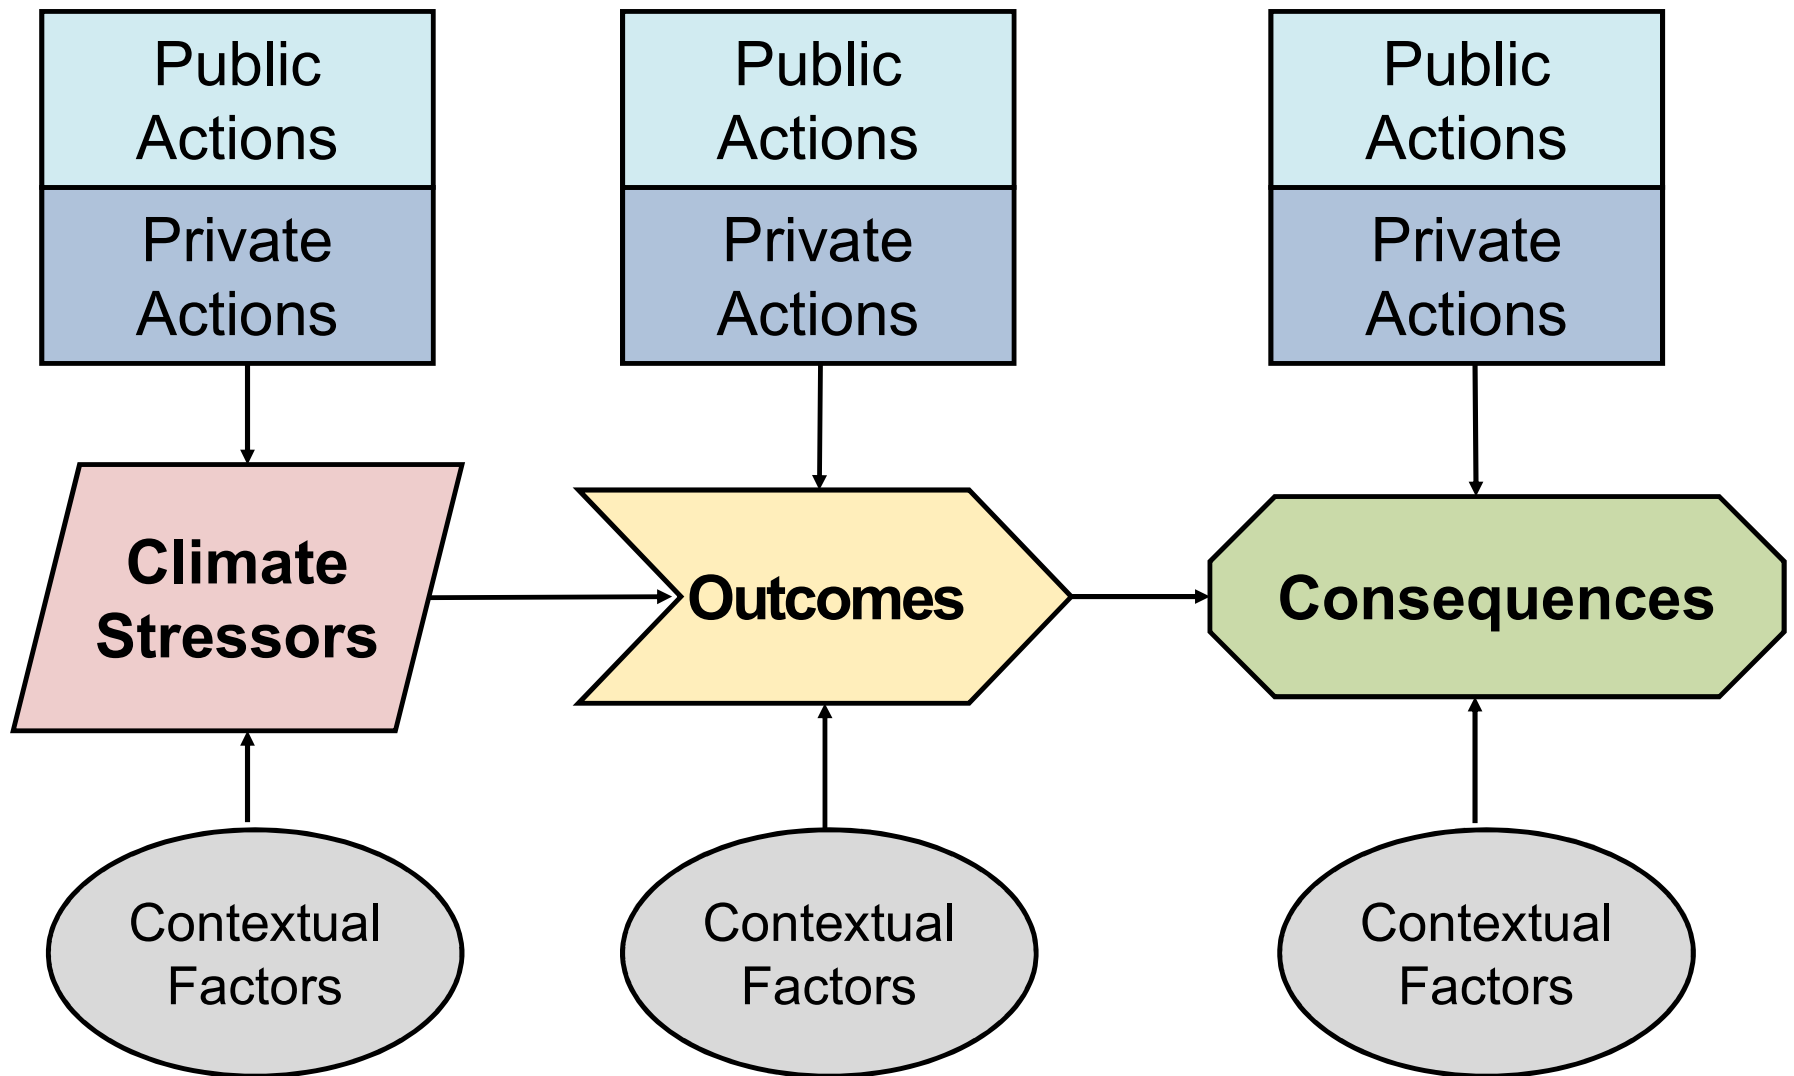 Public
Actions
Private
Actions
Public
Actions
Private
Actions
Public
Actions
Private
Actions
Climate
Stressors
Outcomes
Consequences
Contextual
Factors
Contextual
Factors
Contextual
Factors